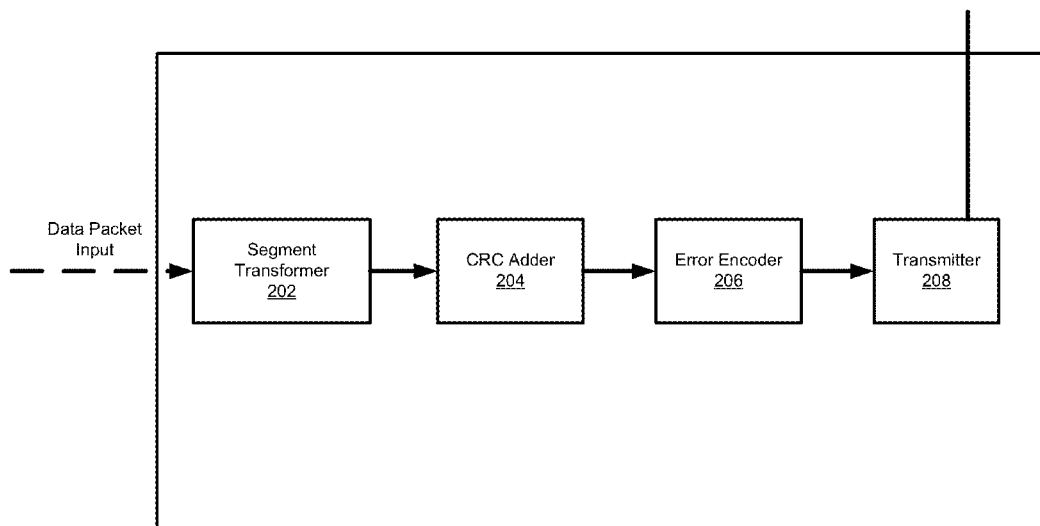 Data Packet
Input
Segment
Transformer
202
CRC Adder
204
Error Encoder
206
Transmitter
208